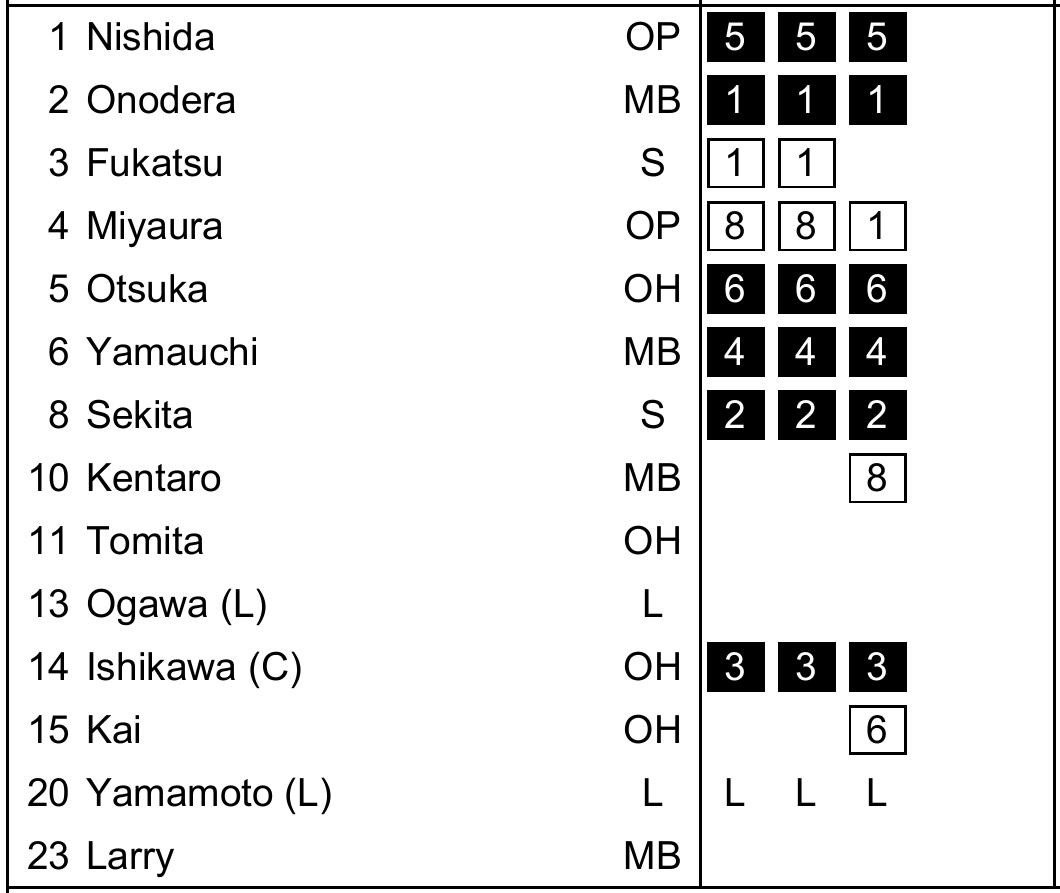 1 Nishida OP 5 5 5
2 Onodera MB 1 1 1
3 Fukatsu S 1 1
4 Miyaura OP 8 8 1
5 Otsuka OH 6 6 6
6 Yamauchi MB 4 4 4
8 Sekita S 2 2 2
10 Kentaro MB 8
11 Tomita OH
13 Ogawa (L) L
14 Ishikawa (C) OH 3 3 3
15 Kai OH 6
20 Yamamoto (L) L L L L
23 Larry MB